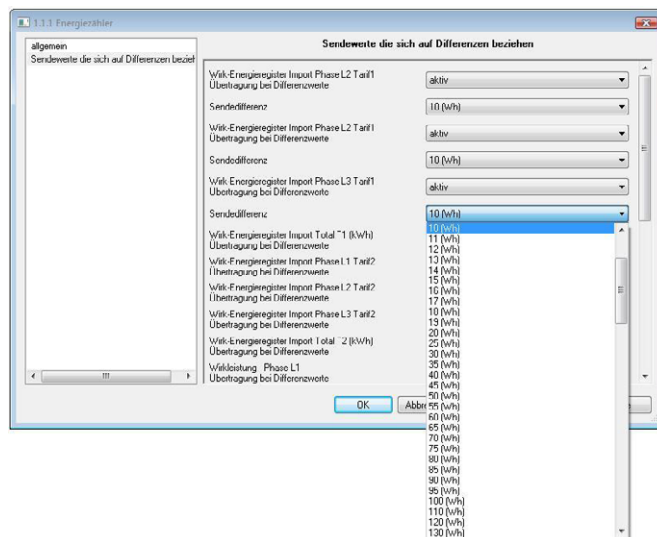 1.1.1 Energiezähler
allgemein
Sendewerte die sich auf Differenzen bezieh
Sendewerte die sich auf Differenzen beziehen
Wirk-Energieregister Import Phase L2 Tarif1
Übertragung bei Differenzwerte
aktiv
Sendedifferenz
10 (Wh)
Wirk-Energieregister Import Phase L2 Tarif1
Übertragung bei Differenzwerte
aktiv
Sendedifferenz
10 (Wh)
Wirk-Energieregister Import Phase L3 Tarif1
Übertragung bei Differenzwerte
aktiv
Sendedifferenz
10 (Wh)
Wirk-Energieregister Import Total T1 (kWh)
Übertragung bei Differenzwerte
Wirk-Energieregister Import Phase L1 Tarif2
Übertragung bei Differenzwerte
Wirk-Energieregister Import Phase L2 Tarif2
Übertragung bei Differenzwerte
Wirk-Energieregister Import Phase L3 Tarif2
Übertragung bei Differenzwerte
Wirk-Energieregister Import Total T2 (kWh)
Übertragung bei Differenzwerte
Wirkleistung Phase L1
Übertragung bei Differenzwerte
10 (Wh)
11 (Wh)
12 (Wh)
13 (Wh)
14 (Wh)
15 (Wh)
16 (Wh)
17 (Wh)
18 (Wh)
19 (Wh)
20 (Wh)
25 (Wh)
30 (Wh)
35 (Wh)
40 (Wh)
45 (Wh)
50 (Wh)
55 (Wh)
60 (Wh)
65 (Wh)
70 (Wh)
75 (Wh)
80 (Wh)
85 (Wh)
90 (Wh)
95 (Wh)
100 (Wh)
110 (Wh)
120 (Wh)
130 (Wh)
OK
Abbre